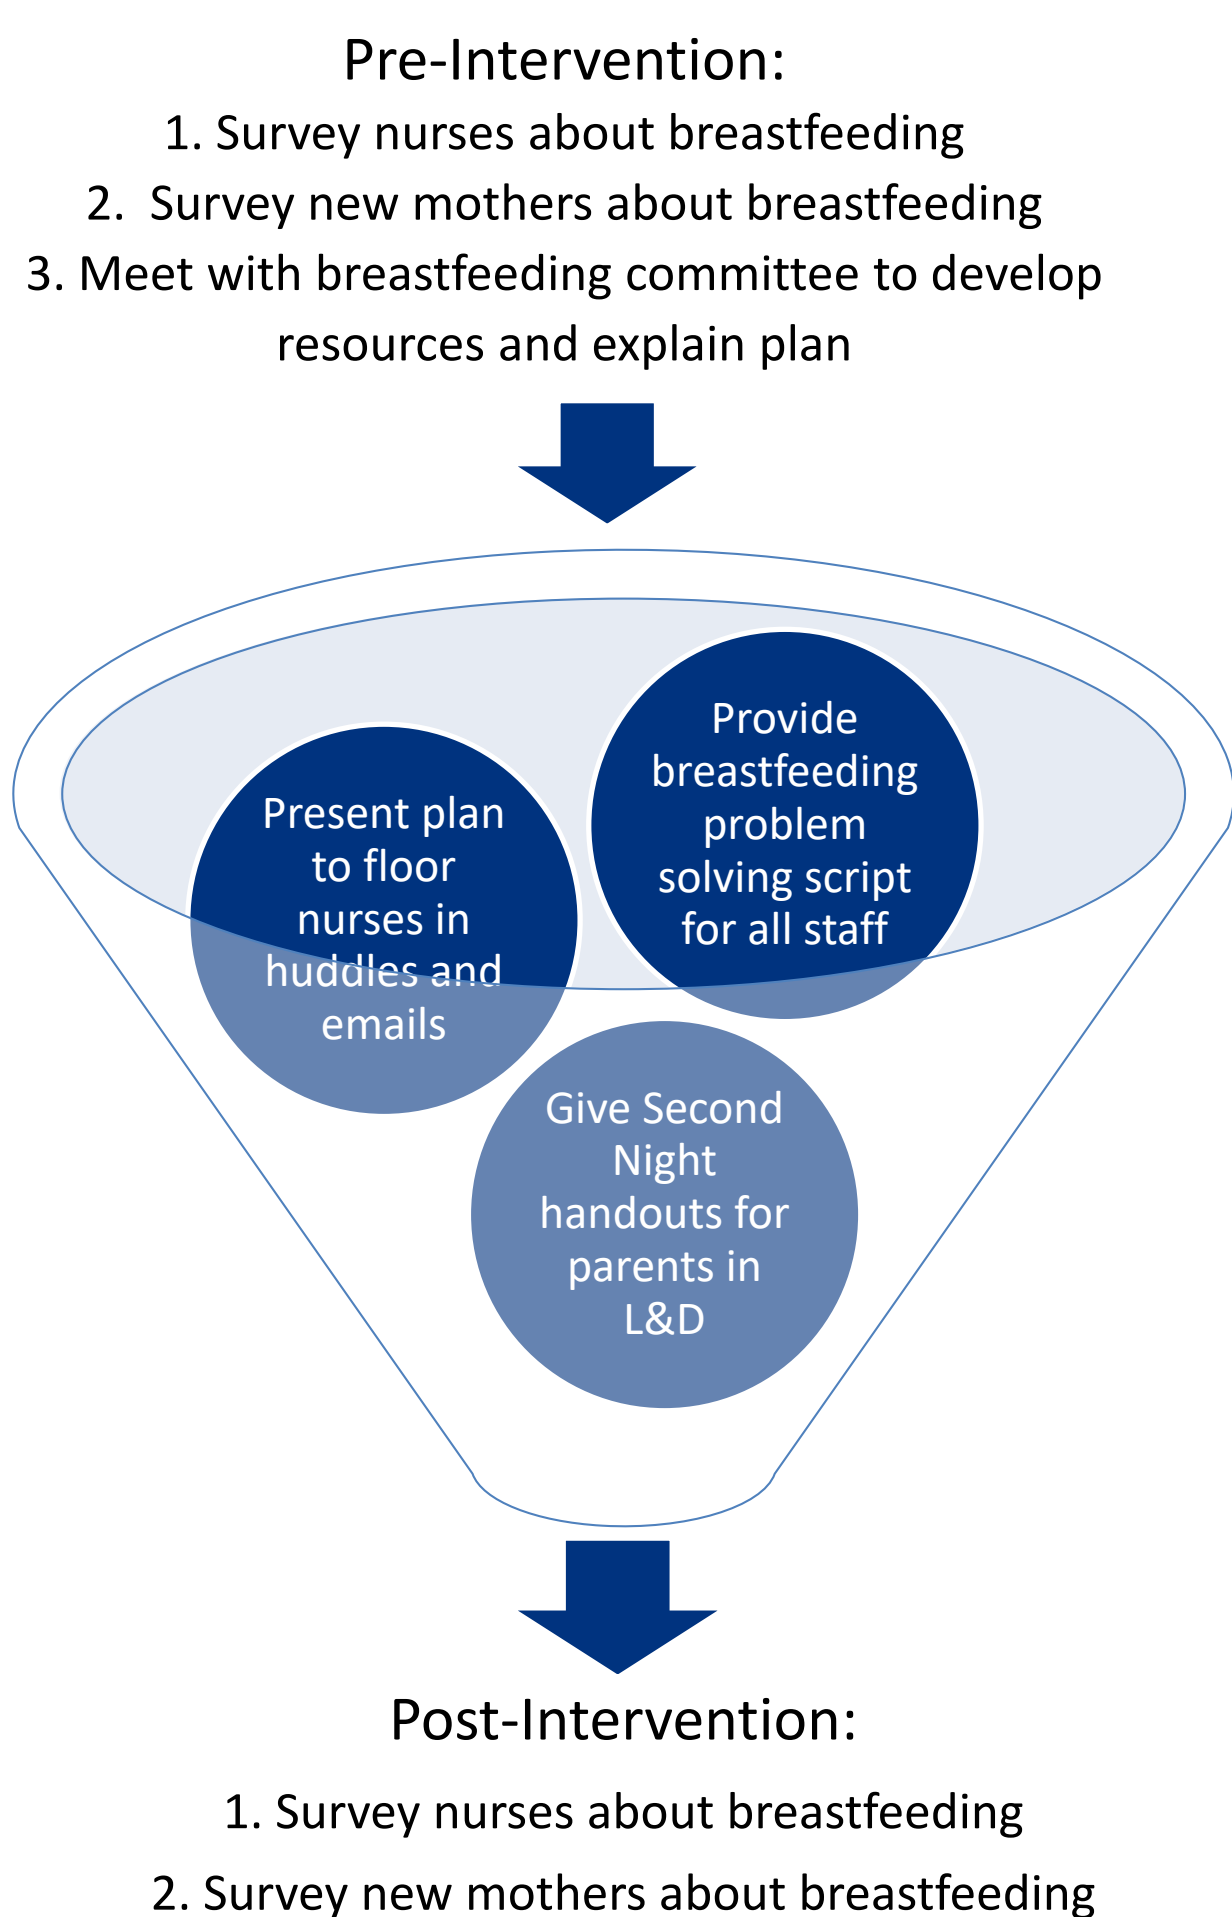 Pre-Intervention:
1. Survey nurses about breastfeeding
2. Survey new mothers about breastfeeding
3. Meet with breastfeeding committee to develop
resources and explain plan
Provide
breastfeeding
problem
solving script
for all staff
Present plan
to floor
nurses in
huddles and
emails
Give Second
Night
handouts for
parents in
L&D
Post-Intervention:
1. Survey nurses about breastfeeding
2. Survey new mothers about breastfeeding